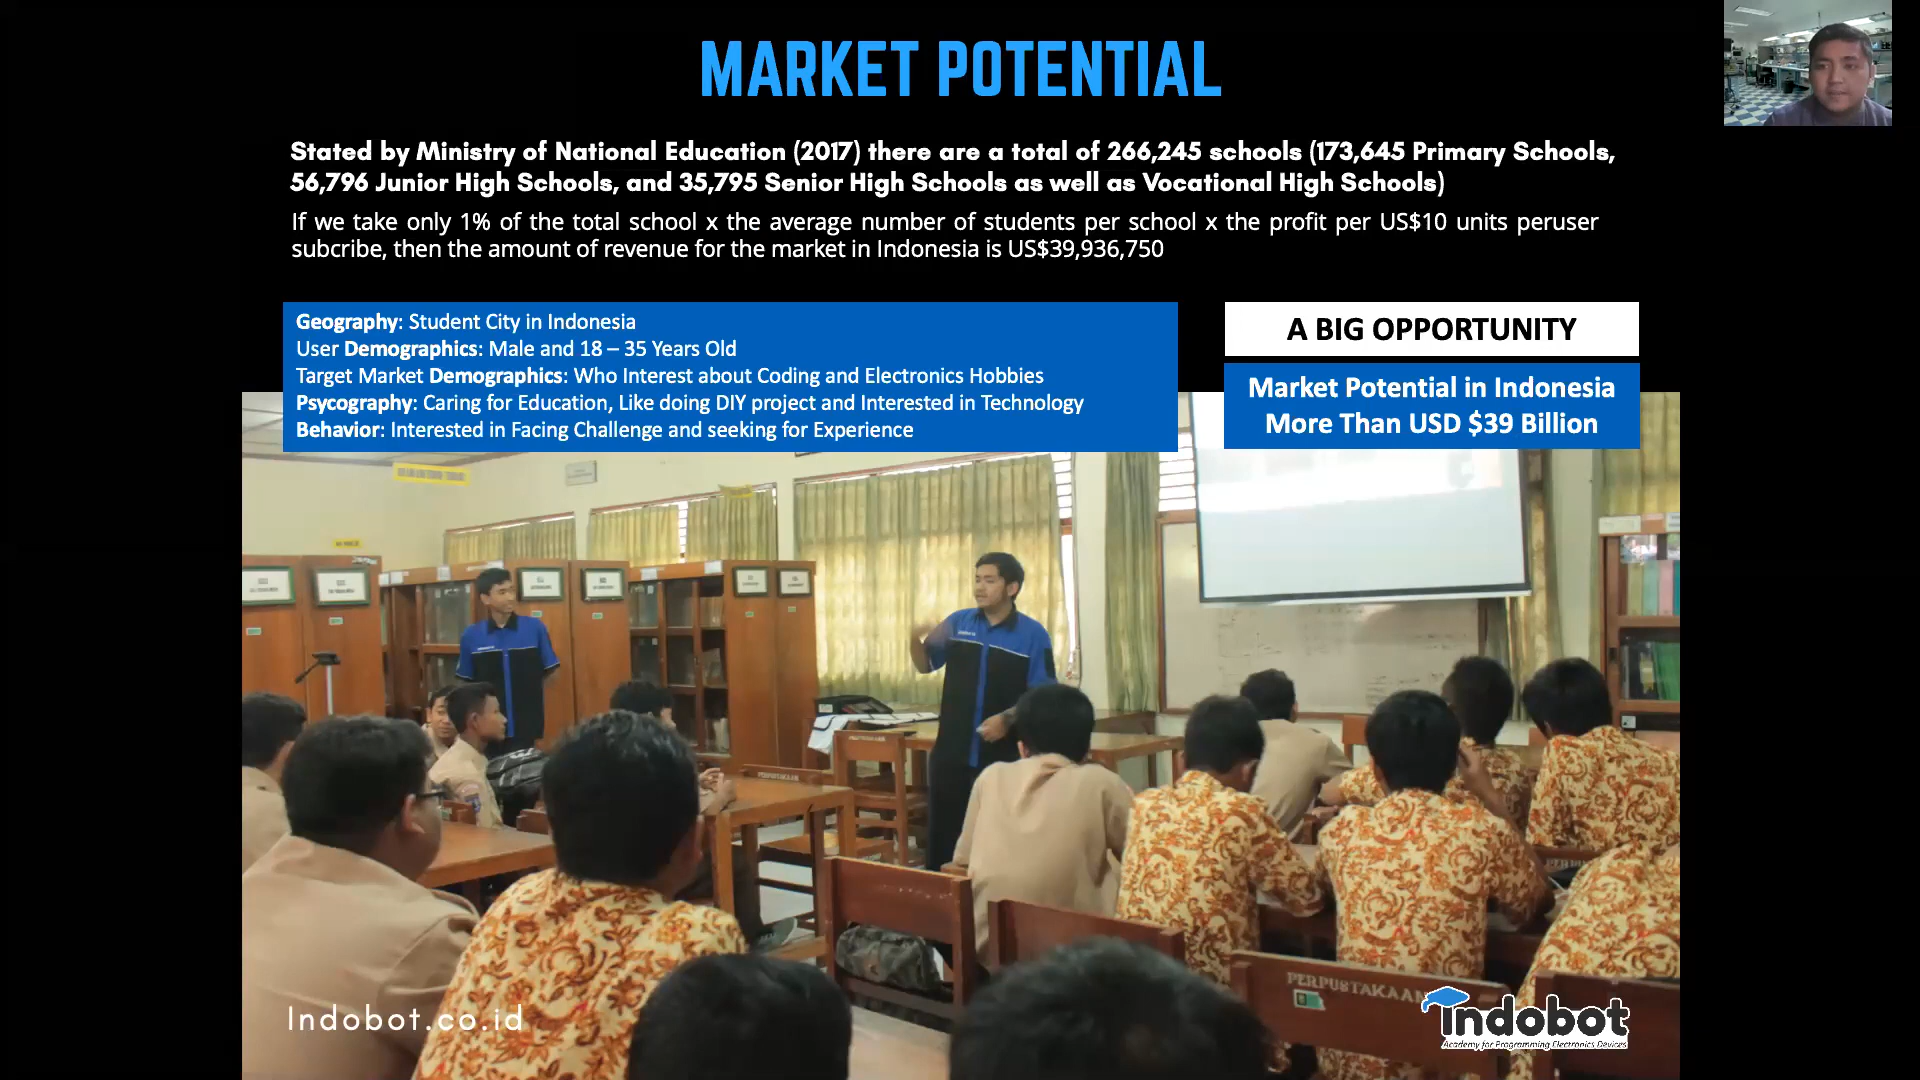 MARKET POTENTIAL
Stated by Ministry of National Education (2017) there are a total of 266,245 schools (173,645 Primary Schools,
56,796 Junior High Schools, and 35,795 Senior High Schools as well as Vocational High Schools)
If we take only 1% of the total school x the average number of students per school x the profit per US$10 units peruser
subcribe, then the amount of revenue for the market in Indonesia is US$39,936,750
Geography: Student City in Indonesia
User Demographics: Male and 18 – 35 Years Old
Target Market Demographics: Who Interest about Coding and Electronics Hobbies
Psycography: Caring for Education, Like doing DIY project and Interested in Technology
Behavior: Interested in Facing Challenge and seeking for Experience
A BIG OPPORTUNITY
Market Potential in Indonesia
More Than USD $39 Billion
PERPUSTAKAAN
PERPUSTAKAAN
Indobot.co.id
Indobot
Academy for Programming Electronics Devices